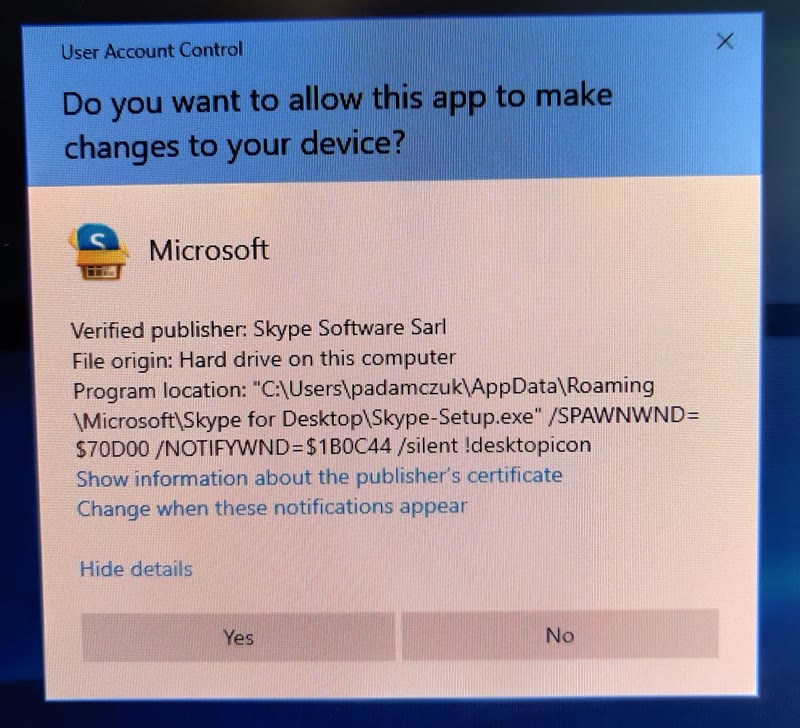 User Account Control
Do you want to allow this app to make
changes to your device?
S
Microsoft
Verified publisher: Skype Software Sarl
File origin: Hard drive on this computer
Program location: "C:\Users\padamczuk\AppData\Roaming
\Microsoft\Skype for Desktop\Skype-Setup.exe" /SPAWNWND=
$70D00 /NOTIFYWND=$1B0C44 /silent !desktopicon
Show information about the publisher's certificate
Change when these notifications appear
Hide details
Yes No